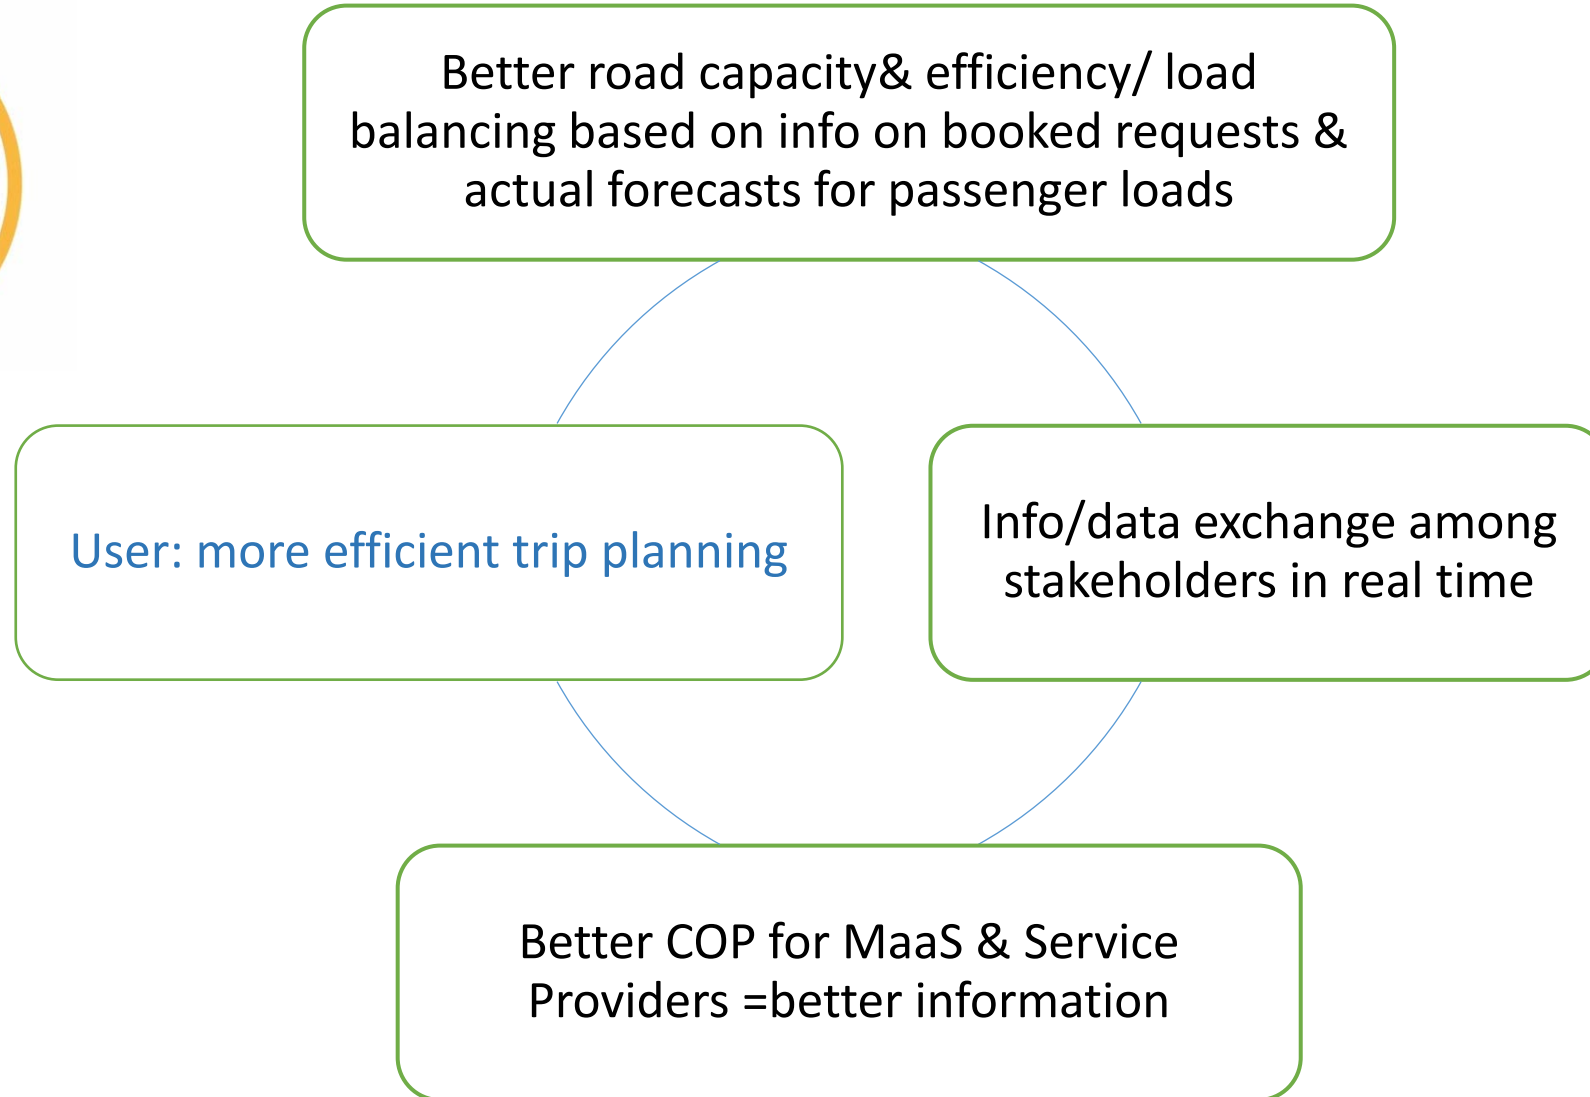 Better road capacity& efficiency/ load
balancing based on info on booked requests &
actual forecasts for passenger loads
User: more efficient trip planning
Info/data exchange among
stakeholders in real time
Better COP for MaaS & Service
Providers =better information